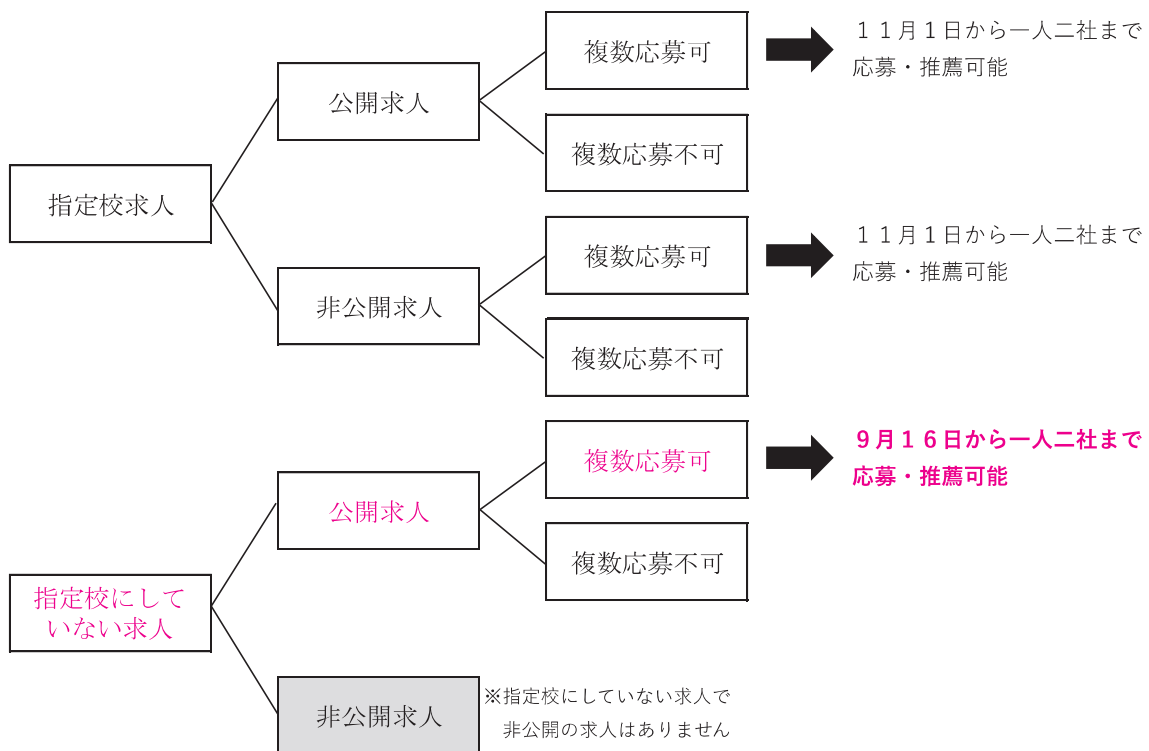 複数応募可
１１月１日から一人二社まで
応募・推薦可能
公開求人
複数応募不可
指定校求人
複数応募可
１１月１日から一人二社まで
応募・推薦可能
非公開求人
複数応募不可
複数応募可
９月１６日から一人二社まで
応募・推薦可能
公開求人
複数応募不可
指定校にして
いない求人
非公開求人
※指定校にしていない求人で
非公開の求人はありません